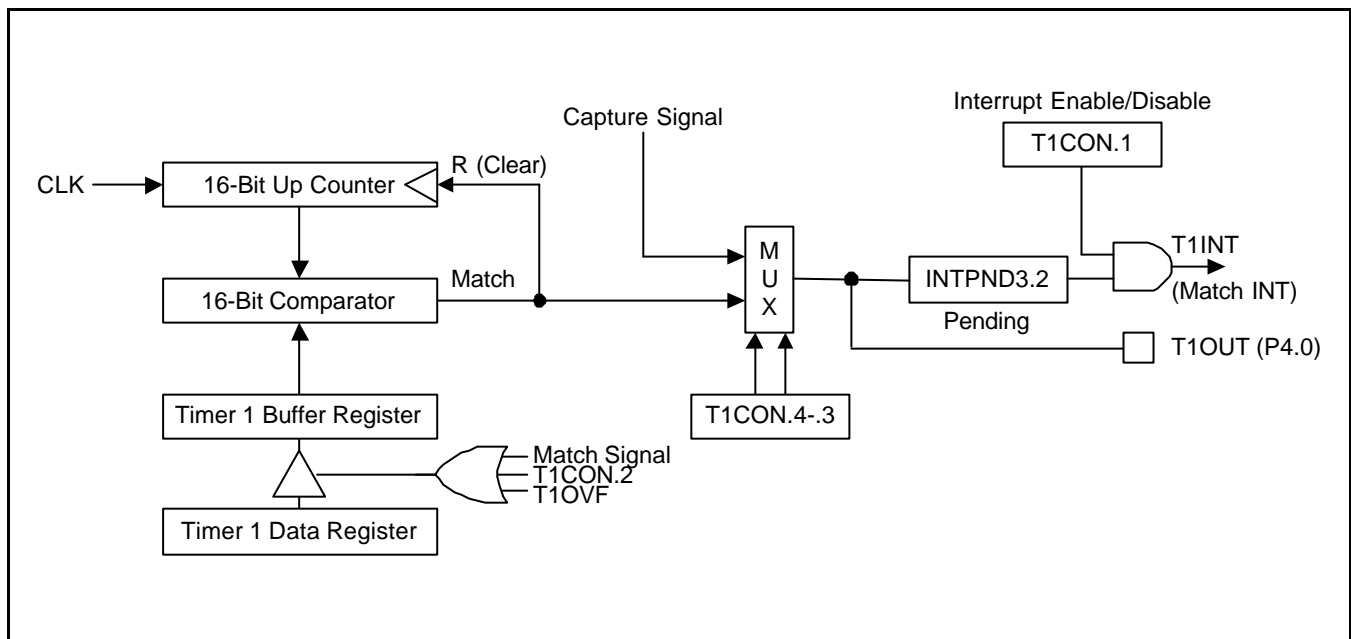 Interrupt Enable/Disable
Capture Signal
T1CON.1
R (Clear)
CLK
16-Bit Up Counter
M
U
X
T1INT
Match
16-Bit Comparator
INTPND3.2
(Match INT)
Pending
T1OUT (P4.0)
Timer 1 Buffer Register
T1CON.4-.3
Match Signal
T1CON.2
T1OVF
Timer 1 Data Register